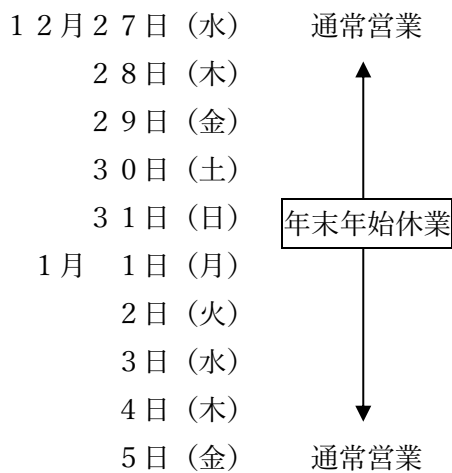 １２月２７日（水） 通常営業
２８日（木）
２９日（金）
３０日（土）
３１日（日） 年末年始休業
１月 １日（月）
２日（火）
３日（水）
４日（木）
５日（金） 通常営業